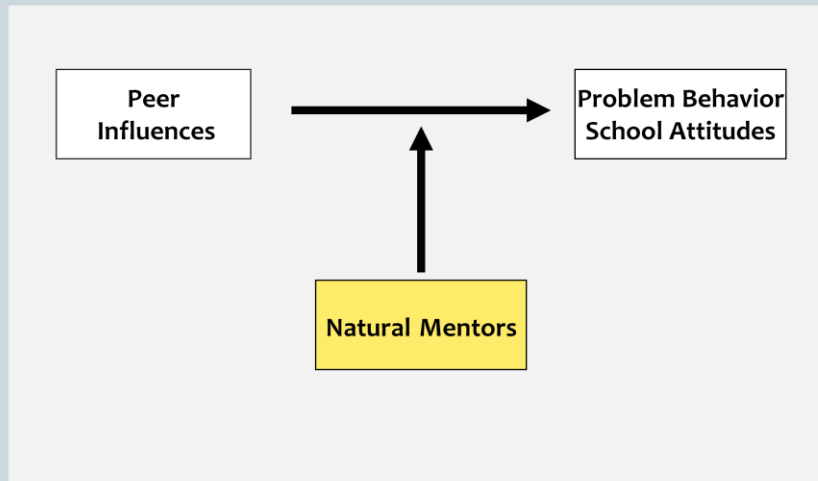 Peer
Influences
Problem Behavior
School Attitudes
Natural Mentors